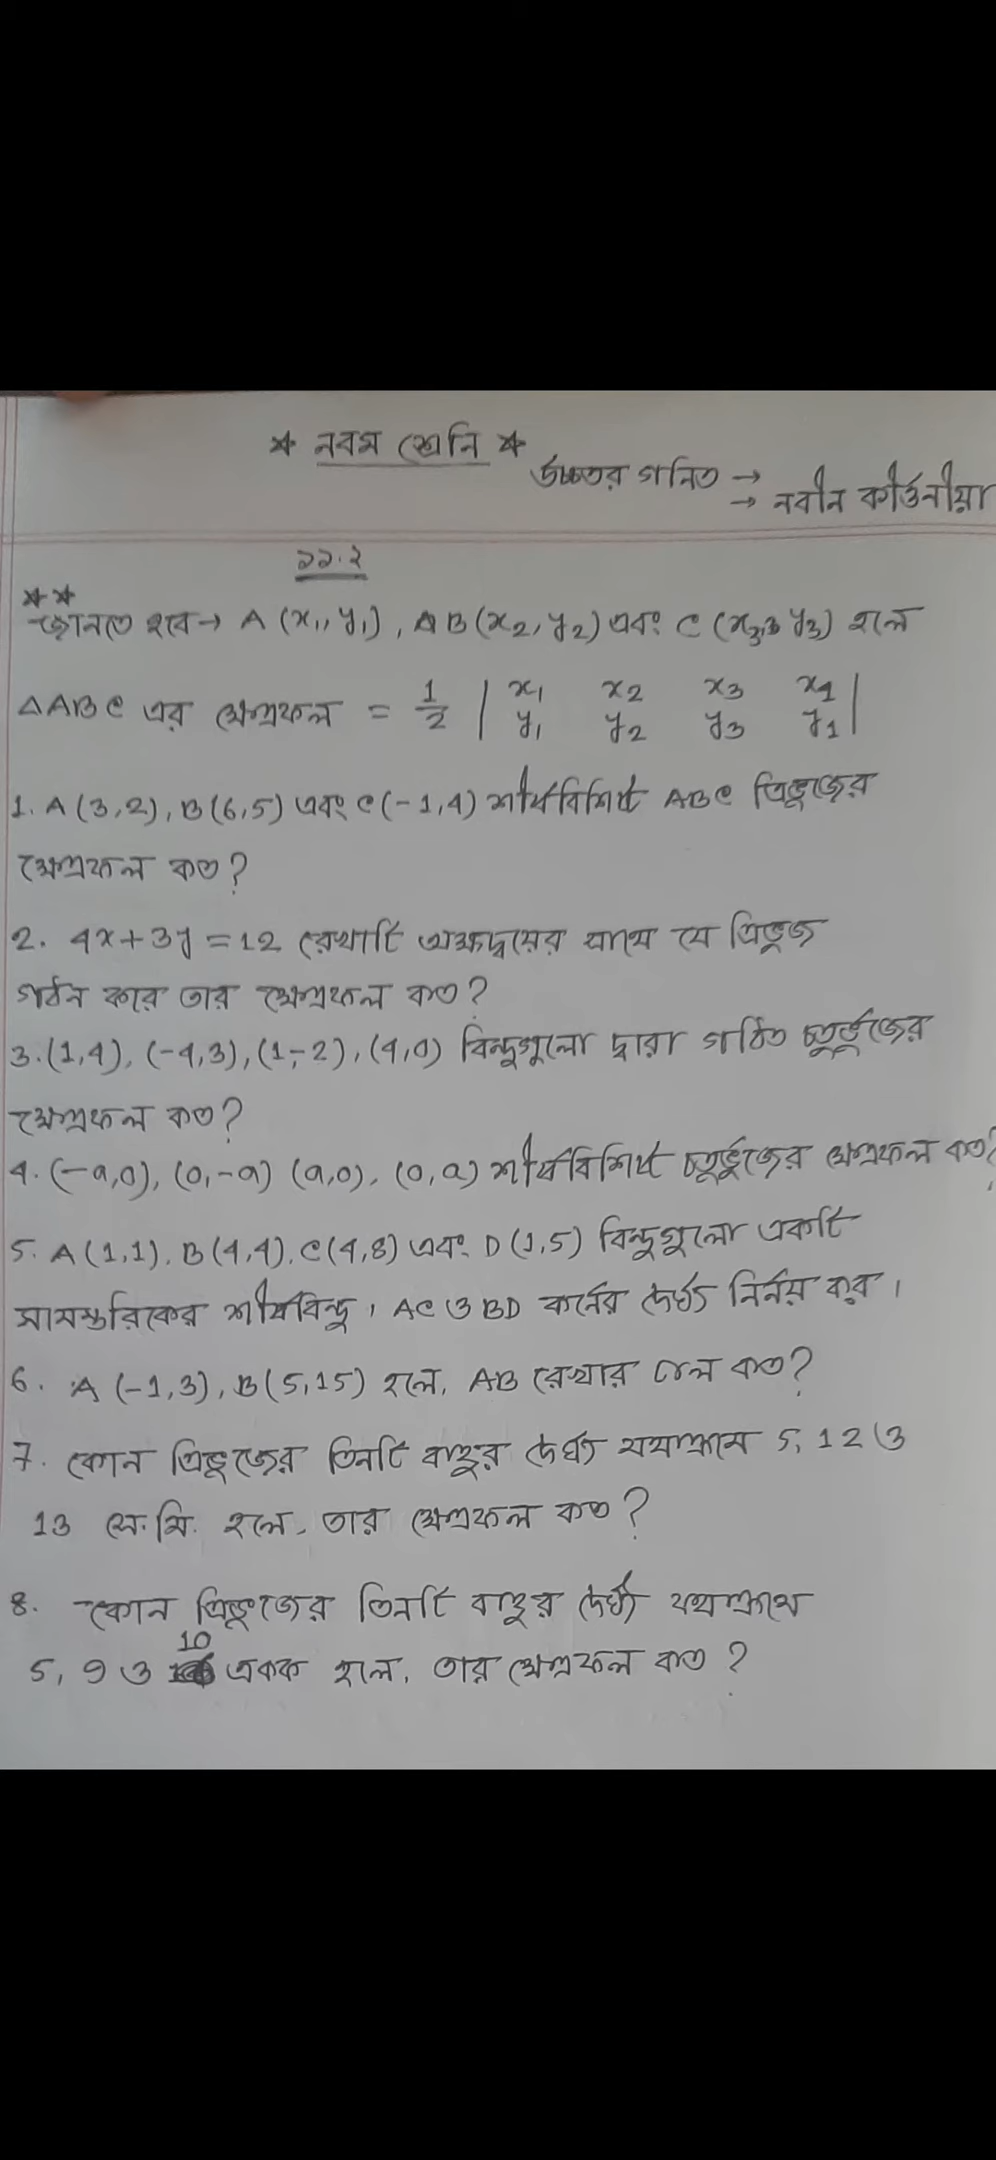 * নবম শ্রেনি *
উচ্চতর গনিত →
→ নবীন কীর্তনীয়া
১১.২
**
জানতে হবে→ A (x₁, y₁), B (x₂, y₂) এবং C (x₃, y₃) হলে
ΔABC এর ক্ষেত্রফল = 1/2 | x₁ x₂ x₃ x₁
y₁ y₂ y₃ y₁ |
1. A (3,2), B(6,5) এবং C(-1,4) শীর্ষবিশিষ্ট ABC ত্রিভুজের
ক্ষেত্রফল কত?
2. 4x+3y=12 রেখাটি অক্ষদ্বয়ের সাথে যে ত্রিভুজ
গঠন করে তার ক্ষেত্রফল কত?
3. (1,4), (-4,3), (1,-2), (4,0) বিন্দুগুলো দ্বারা গঠিত চতুর্ভূজের
ক্ষেত্রফল কত?
4. (-a,0), (0,-a) (a,0), (0,a) শীর্ষবিশিষ্ট চতুর্ভুজের ক্ষেত্রফল কত?
5. A(1,1), B(4,4), C(4,8) এবং D(1,5) বিন্দুগুলো একটি
সামন্তরিকের শীর্ষবিন্দু। AC ও BD কর্নের দৈর্ঘ্য নির্নয় কর।
6. A (-1,3), B(5,15) হলে, AB রেখার ঢাল কত?
7. কোন ত্রিভুজের তিনটি বাহুর দৈর্ঘ্য যথাক্রমে 5, 12 ও
13 সে.মি. হলে, তার ক্ষেত্রফল কত?
8. কোন ত্রিভুজের তিনটি বাহুর দৈর্ঘ্য যথাক্রমে
5, 9 ও 10 একক হলে, তার ক্ষেত্রফল কত?